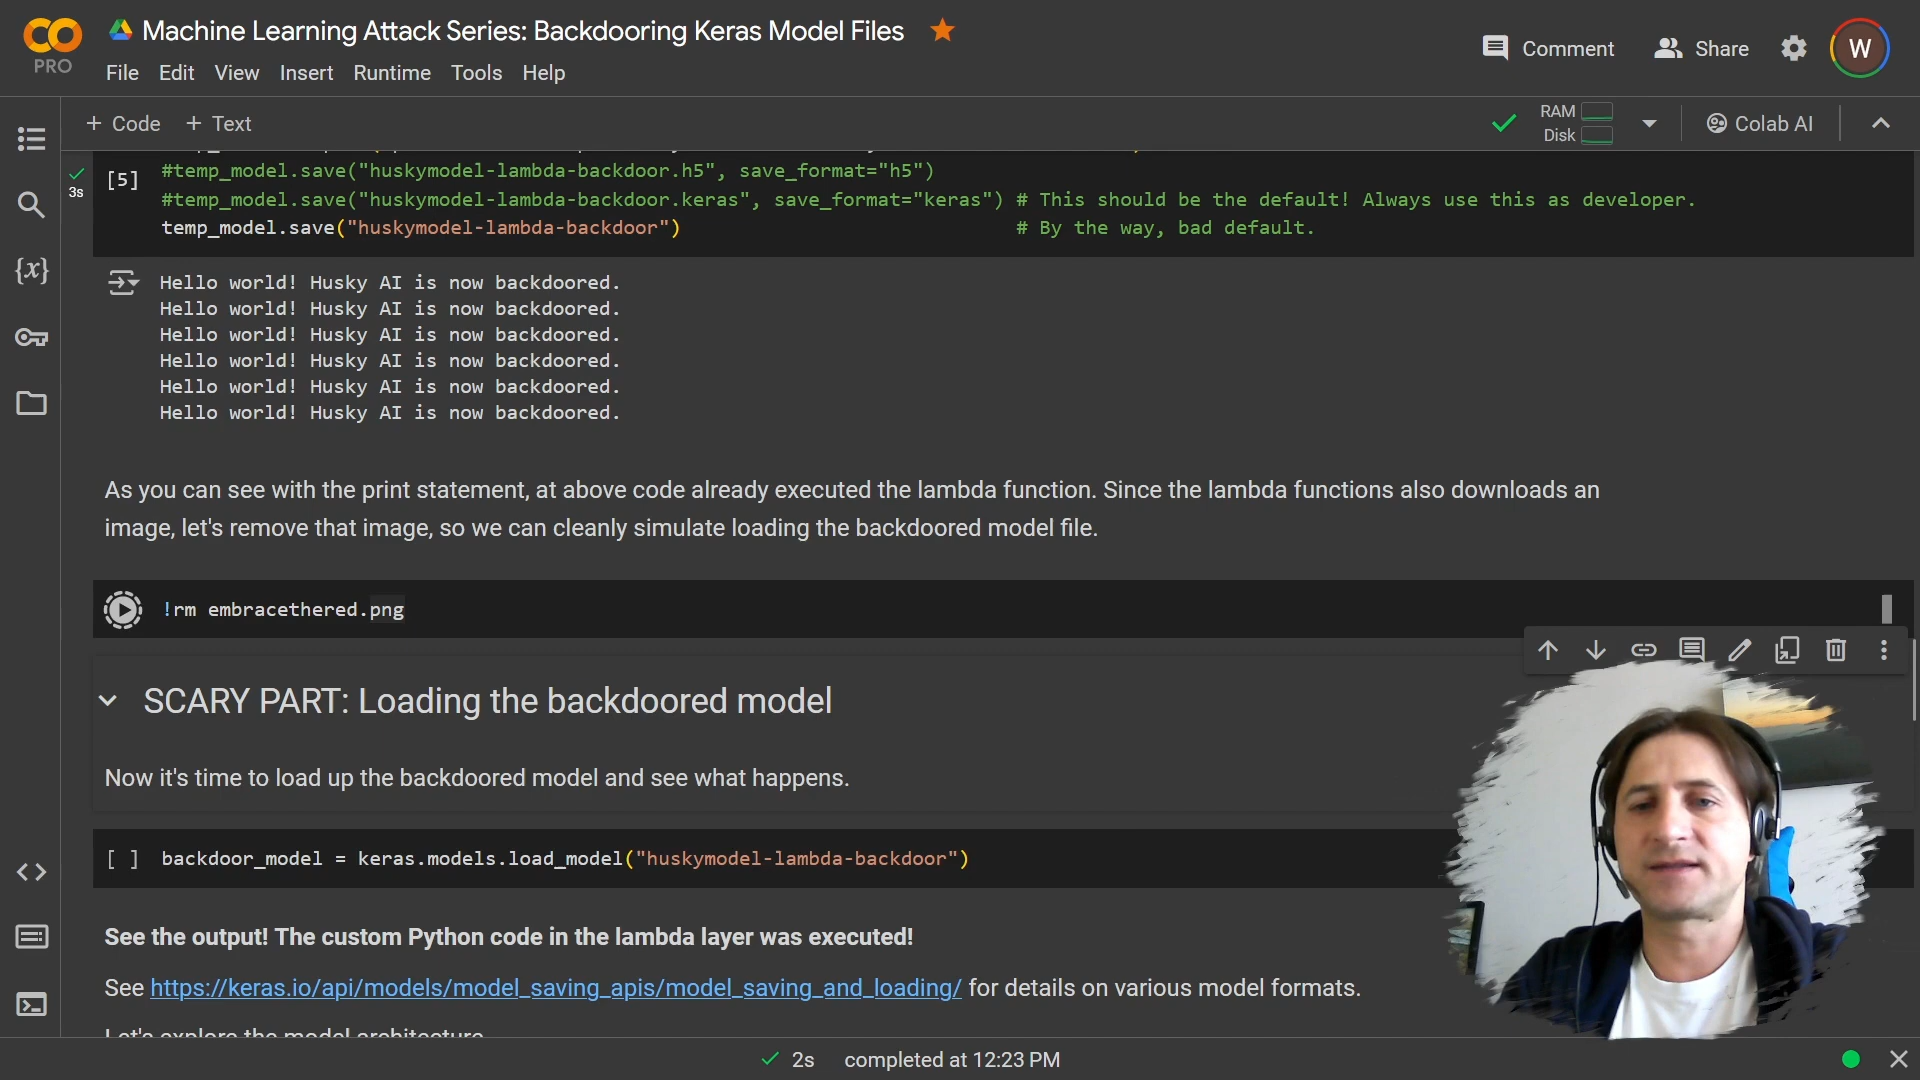 Machine Learning Attack Series: Backdooring Keras Model Files
PRO
File Edit View Insert Runtime Tools Help
Comment Share W
+ Code + Text
RAM
Disk
Colab AI
3s
[5]
#temp_model.save("huskymodel-lambda-backdoor.h5", save_format="h5")
#temp_model.save("huskymodel-lambda-backdoor.keras", save_format="keras") # This should be the default! Always use this as developer.
temp_model.save("huskymodel-lambda-backdoor") # By the way, bad default.
Hello world! Husky AI is now backdoored.
Hello world! Husky AI is now backdoored.
Hello world! Husky AI is now backdoored.
Hello world! Husky AI is now backdoored.
Hello world! Husky AI is now backdoored.
Hello world! Husky AI is now backdoored.
As you can see with the print statement, at above code already executed the lambda function. Since the lambda functions also downloads an
image, let's remove that image, so we can cleanly simulate loading the backdoored model file.
!rm embracethered.png
SCARY PART: Loading the backdoored model
Now it's time to load up the backdoored model and see what happens.
[ ] backdoor_model = keras.models.load_model("huskymodel-lambda-backdoor")
See the output! The custom Python code in the lambda layer was executed!
See https://keras.io/api/models/model_saving_apis/model_saving_and_loading/ for details on various model formats.
Let's explore the model architecture
2s completed at 12:23 PM